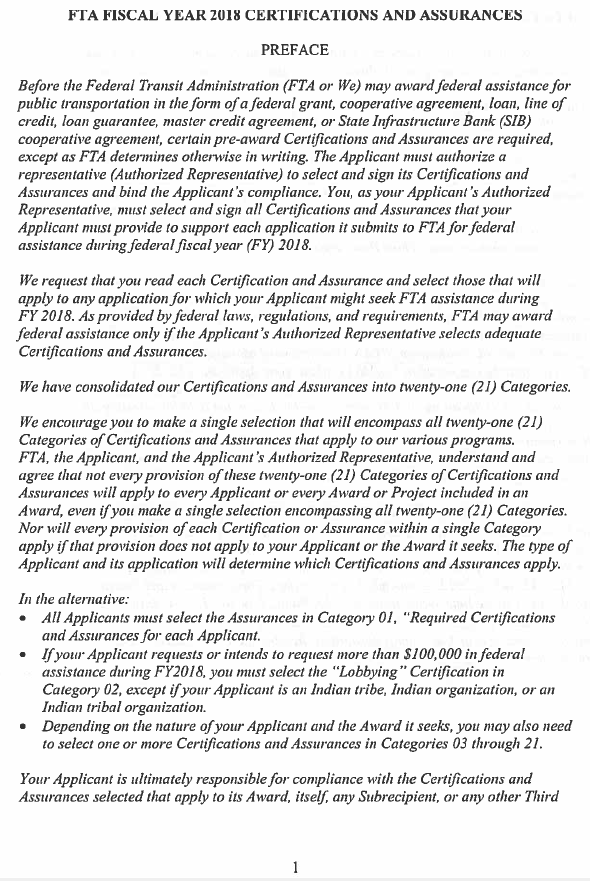 FTA FISCAL YEAR 2018 CERTIFICATIONS AND ASSURANCES
PREFACE
Before the Federal Transit Administration (FTA or We) may award federal assistance for
public transportation in the form of a federal grant, cooperative agreement, loan, line of
credit, loan guarantee, master credit agreement, or State Infrastructure Bank (SIB)
cooperative agreement, certain pre-award Certifications and Assurances are required,
except as FTA determines otherwise in writing. The Applicant must authorize a
representative (Authorized Representative) to select and sign its Certifications and
Assurances and bind the Applicant's compliance. You, as your Applicant's Authorized
Representative, must select and sign all Certifications and Assurances that your
Applicant must provide to support each application it submits to FTA for federal
assistance during federal fiscal year (FY) 2018.
We request that you read each Certification and Assurance and select those that will
apply to any application for which your Applicant might seek FTA assistance during
FY 2018. As provided by federal laws, regulations, and requirements, FTA may award
federal assistance only if the Applicant's Authorized Representative selects adequate
Certifications and Assurances.
We have consolidated our Certifications and Assurances into twenty-one (21) Categories.
We encourage you to make a single selection that will encompass all twenty-one (21)
Categories of Certifications and Assurances that apply to our various programs.
FTA, the Applicant, and the Applicant's Authorized Representative, understand and
agree that not every provision of these twenty-one (21) Categories of Certifications and
Assurances will apply to every Applicant or every Award or Project included in an
Award, even if you make a single selection encompassing all twenty-one (21) Categories.
Nor will every provision of each Certification or Assurance within a single Category
apply if that provision does not apply to your Applicant or the Award it seeks. The type of
Applicant and its application will determine which Certifications and Assurances apply.
In the alternative:
• All Applicants must select the Assurances in Category 01, "Required Certifications
and Assurances for each Applicant.
• If your Applicant requests or intends to request more than $100,000 in federal
assistance during FY2018, you must select the "Lobbying" Certification in
Category 02, except if your Applicant is an Indian tribe, Indian organization, or an
Indian tribal organization.
• Depending on the nature of your Applicant and the Award it seeks, you may also need
to select one or more Certifications and Assurances in Categories 03 through 21.
Your Applicant is ultimately responsible for compliance with the Certifications and
Assurances selected that apply to its Award, itself, any Subrecipient, or any other Third
1